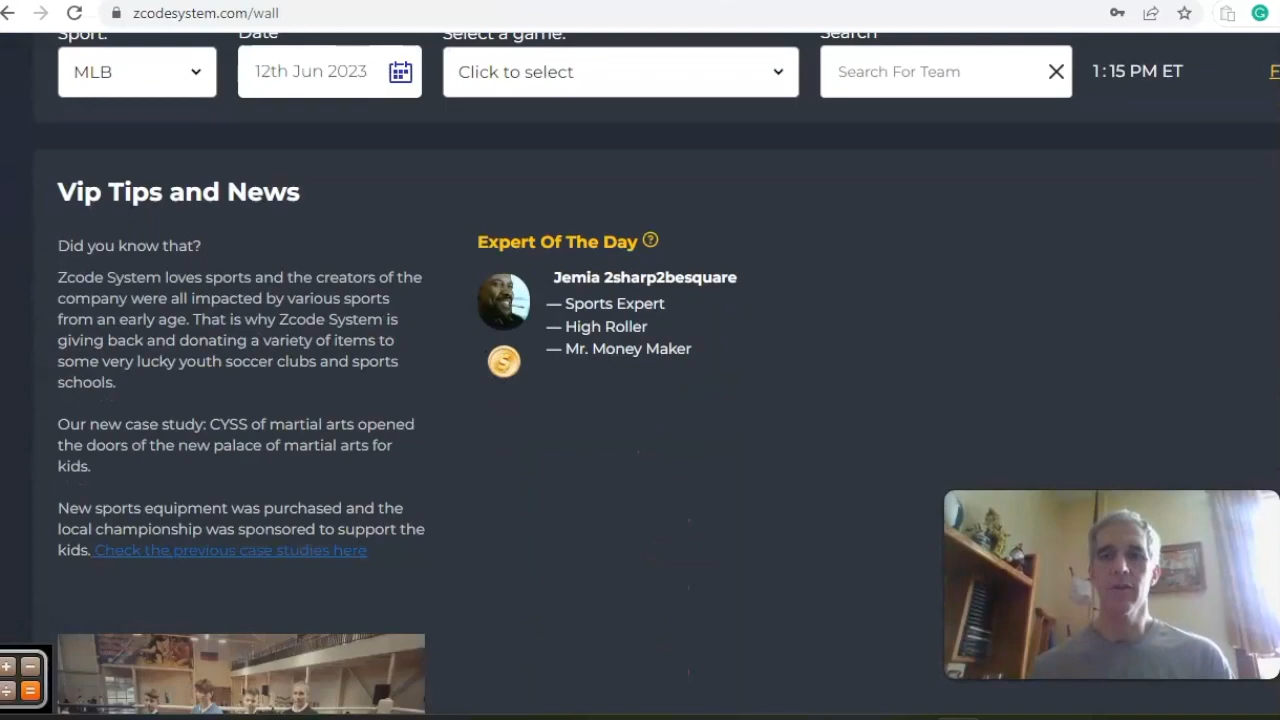 zcodesystem.com/wall
Sport: Date Select a game: Search
MLB 12th Jun 2023 Click to select Search For Team 1:15 PM ET
Vip Tips and News
Did you know that?
Zcode System loves sports and the creators of the
company were all impacted by various sports
from an early age. That is why Zcode System is
giving back and donating a variety of items to
some very lucky youth soccer clubs and sports
schools.
Our new case study: CYSS of martial arts opened
the doors of the new palace of martial arts for
kids.
New sports equipment was purchased and the
local championship was sponsored to support the
kids. Check the previous case studies here
Expert Of The Day
Jemia 2sharp2besquare
— Sports Expert
— High Roller
— Mr. Money Maker